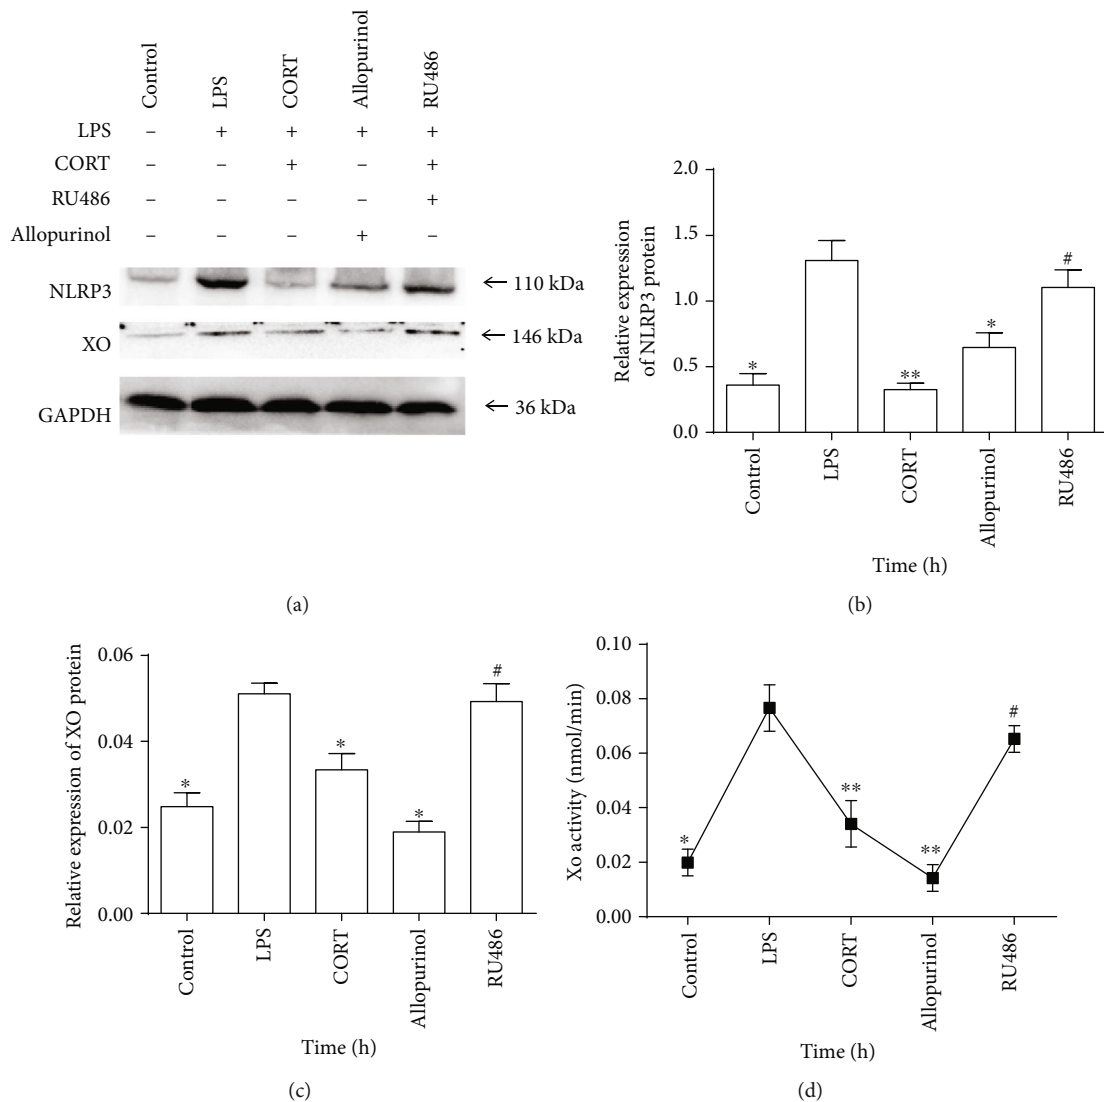 Control LPS CORT Allopurinol RU486
LPS – + + + +
CORT – – + – +
RU486 – – – – +
Allopurinol – – – + –
NLRP3 ← 110 kDa
XO ← 146 kDa
GAPDH ← 36 kDa
(a)
Relative expression
of NLRP3 protein
2.0
1.5
1.0
0.5
0.0
* ** * #
Control LPS CORT Allopurinol RU486
Time (h)
(b)
Relative expression of XO protein
0.06
0.04
0.02
0.00
* * * #
Control LPS CORT Allopurinol RU486
Time (h)
(c)
Xo activity (nmol/min)
0.10
0.08
0.06
0.04
0.02
0.00
* ** ** #
Control LPS CORT Allopurinol RU486
Time (h)
(d)